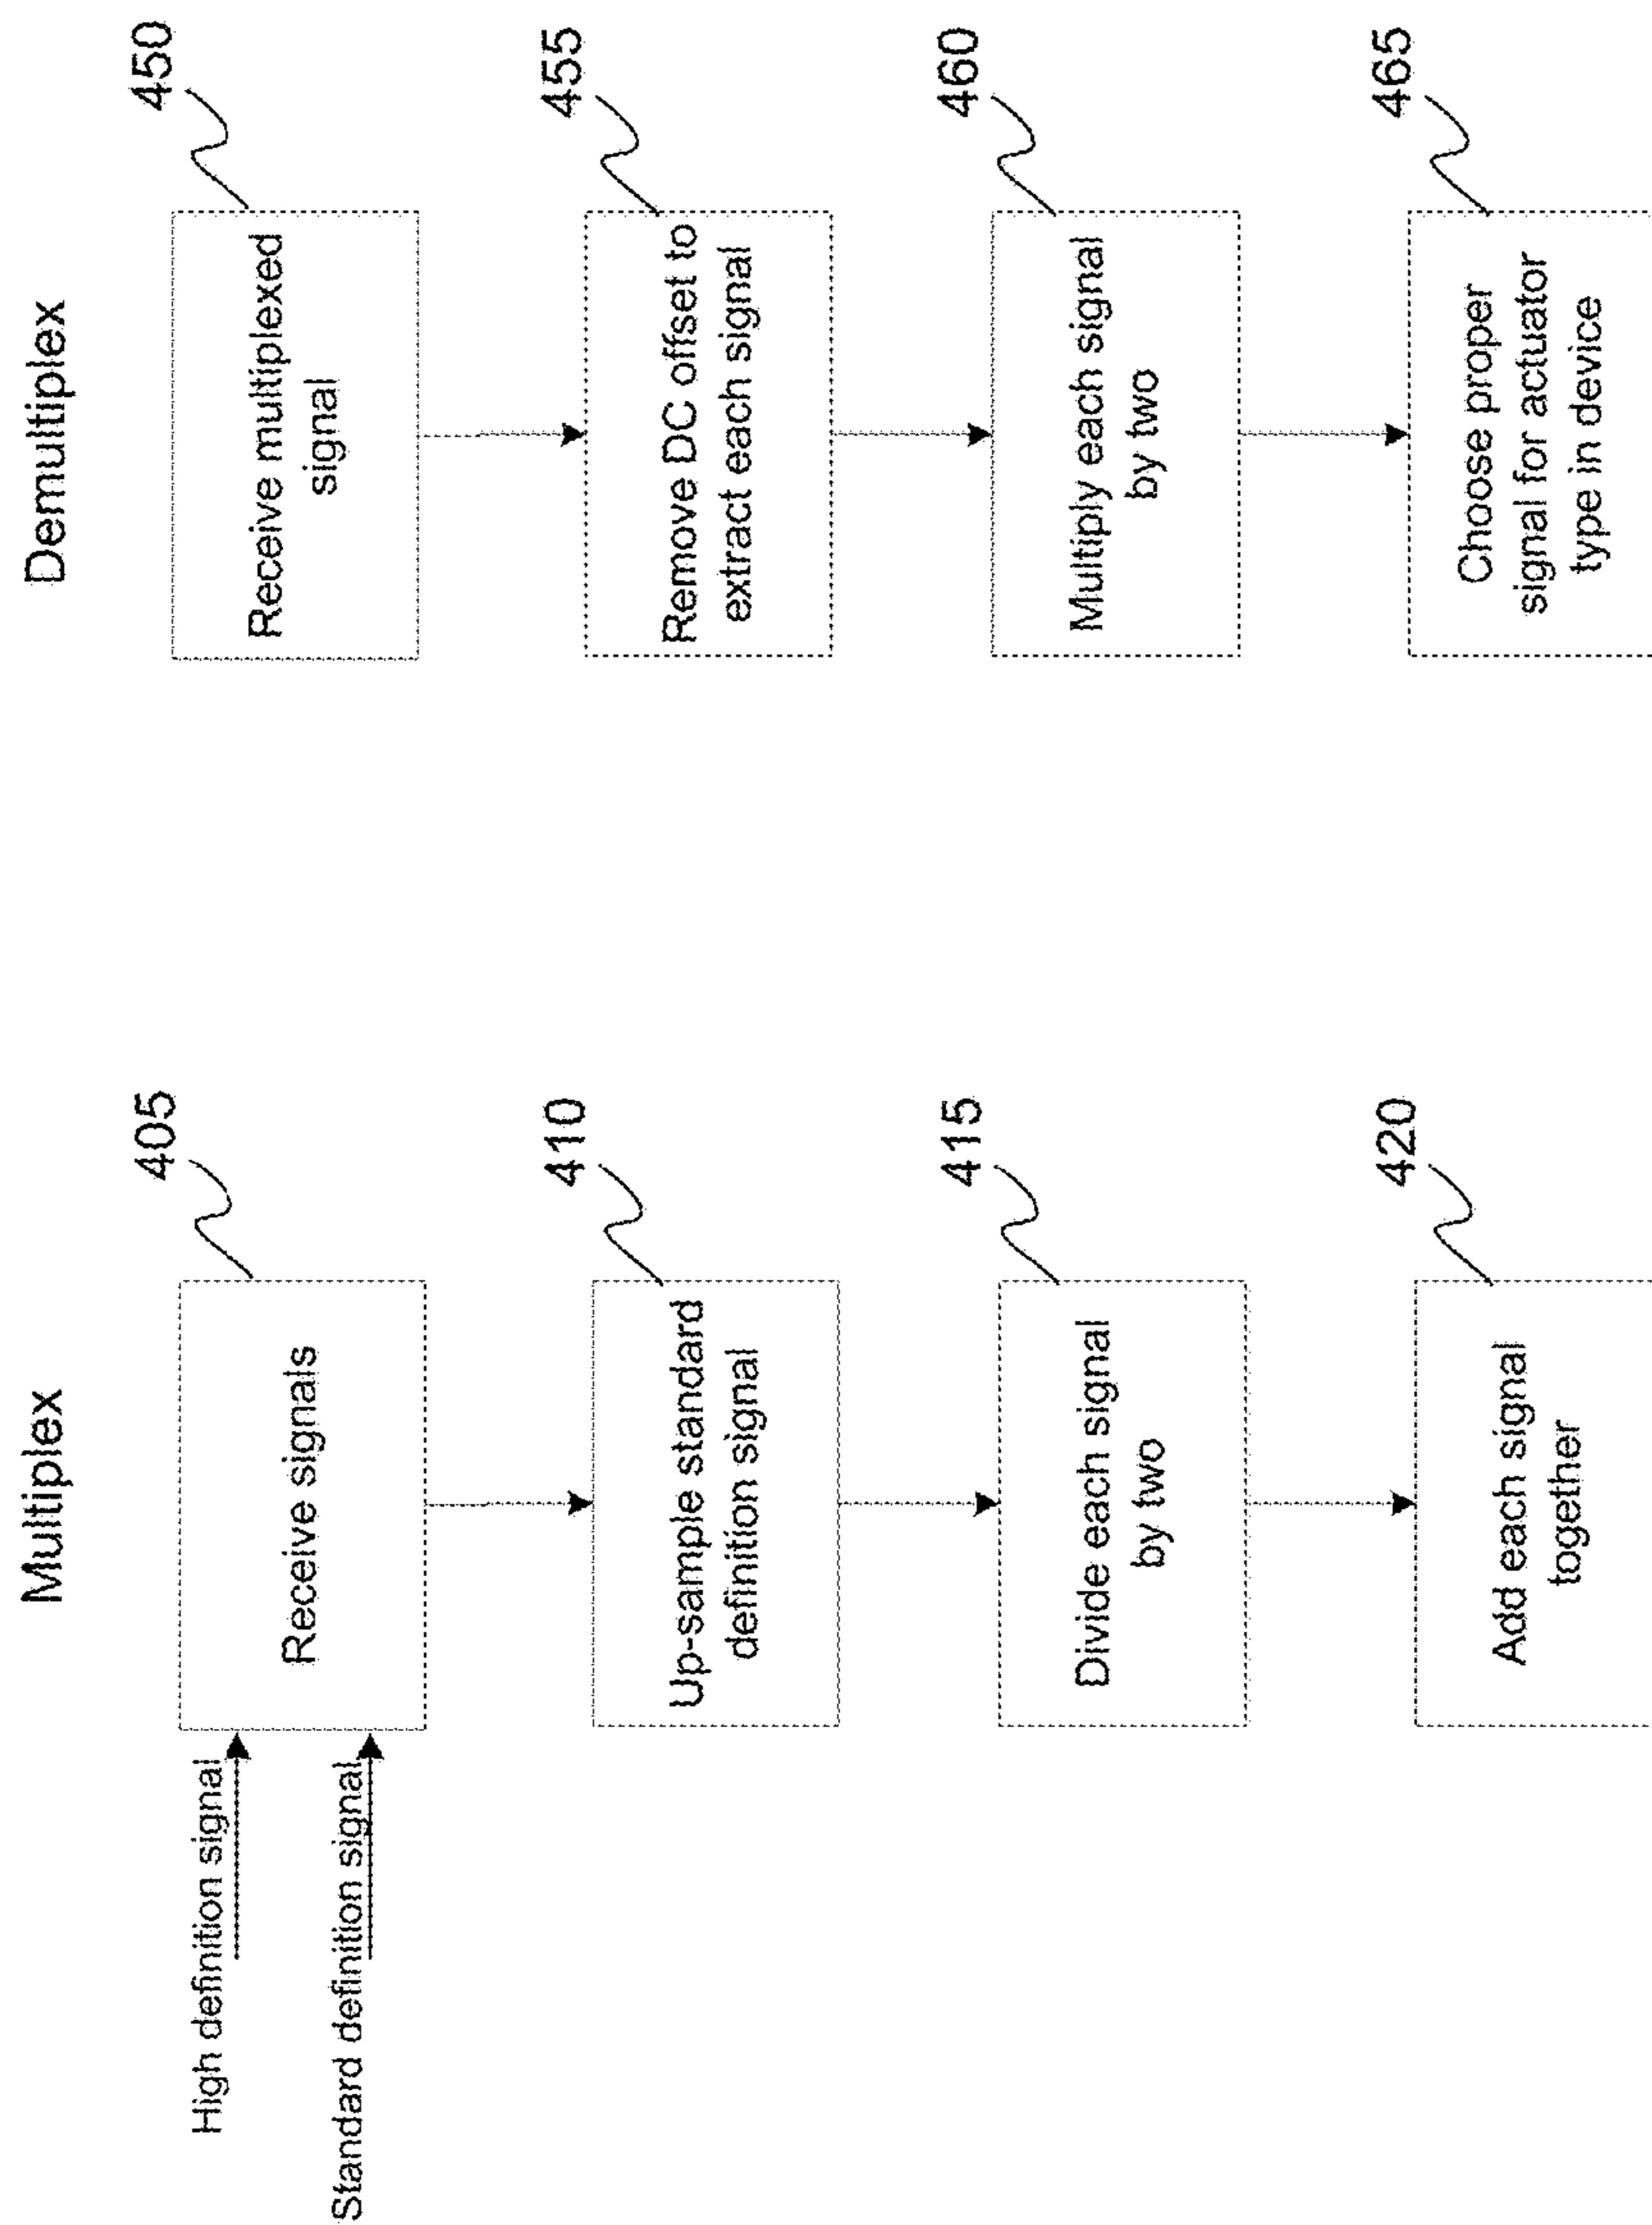 Multiplex
405
High definition signal
Standard definition signal
Receive signals
410
Up-sample standard
definition signal
415
Divide each signal
by two
420
Add each signal
together
Demultiplex
450
Receive multiplexed
signal
455
Remove DC offset to
extract each signal
460
Multiply each signal
by two
465
Choose proper
signal for actuator
type in device